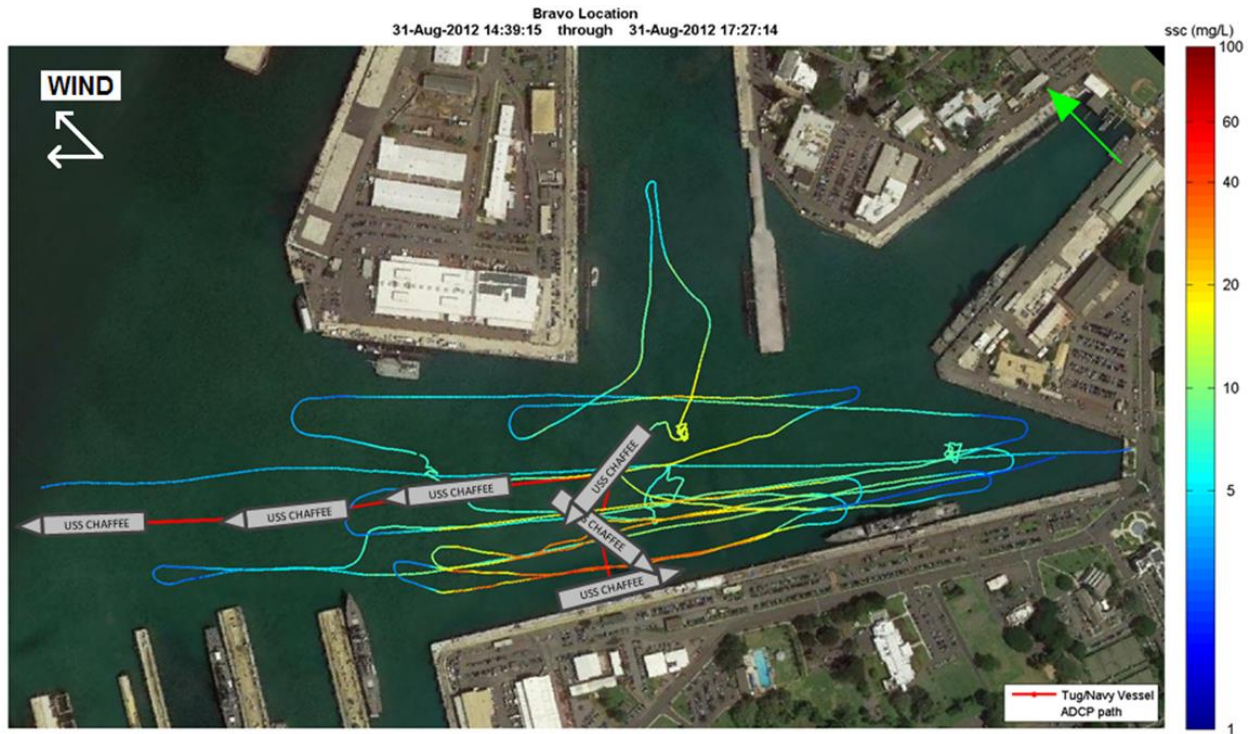 Bravo Location
31-Aug-2012 14:39:15 through 31-Aug-2012 17:27:14
ssc (mg/L)
WIND
100
60
40
20
10
5
1
USS CHAFFEE
USS CHAFFEE
USS CHAFFEE
USS CHAFFEE
S CHAFFEE
USS CHAFFEE
Tug/Navy Vessel
ADCP path